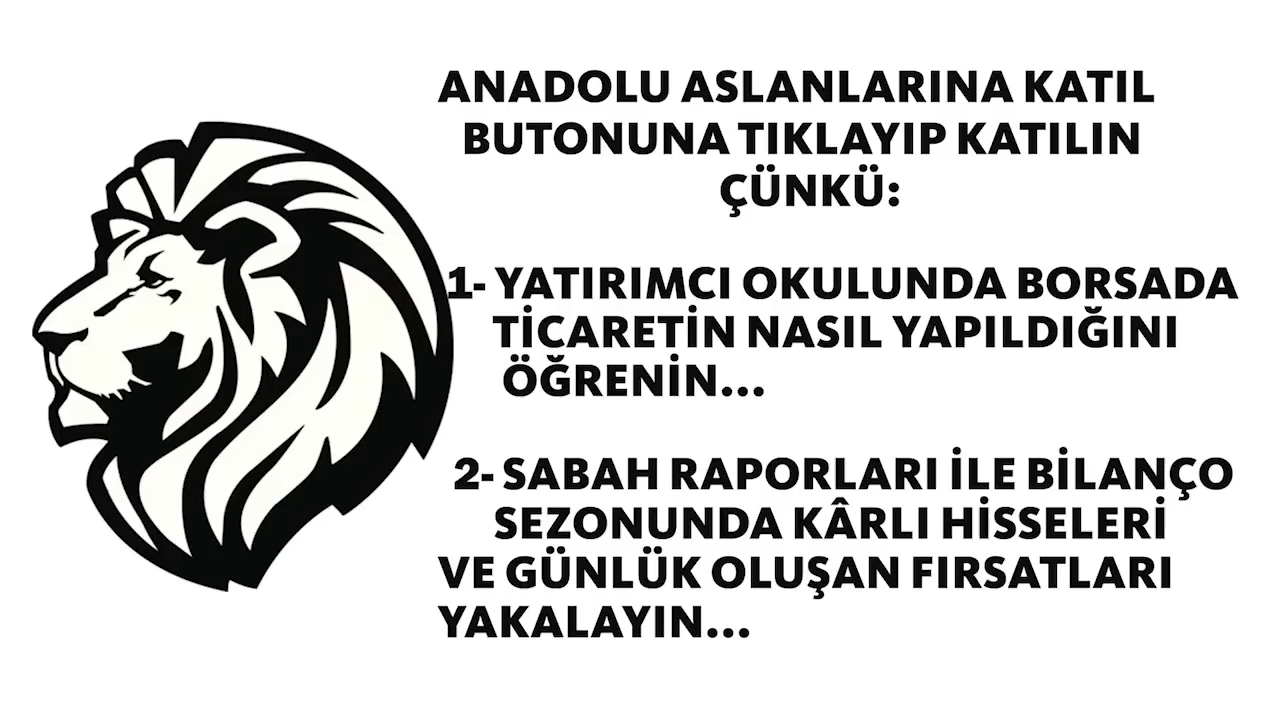 ANADOLU ASLANLARINA KATIL
BUTONUNA TIKLAYIP KATILIN
ÇÜNKÜ:
1- YATIRIMCI OKULUNDA BORSADA
TİCARETİN NASIL YAPILDIĞINI
ÖĞRENİN...
2- SABAH RAPORLARI İLE BİLANÇO
SEZONUNDA KÂRLI HİSSELERİ
VE GÜNLÜK OLUŞAN FIRSATLARI
YAKALAYIN...